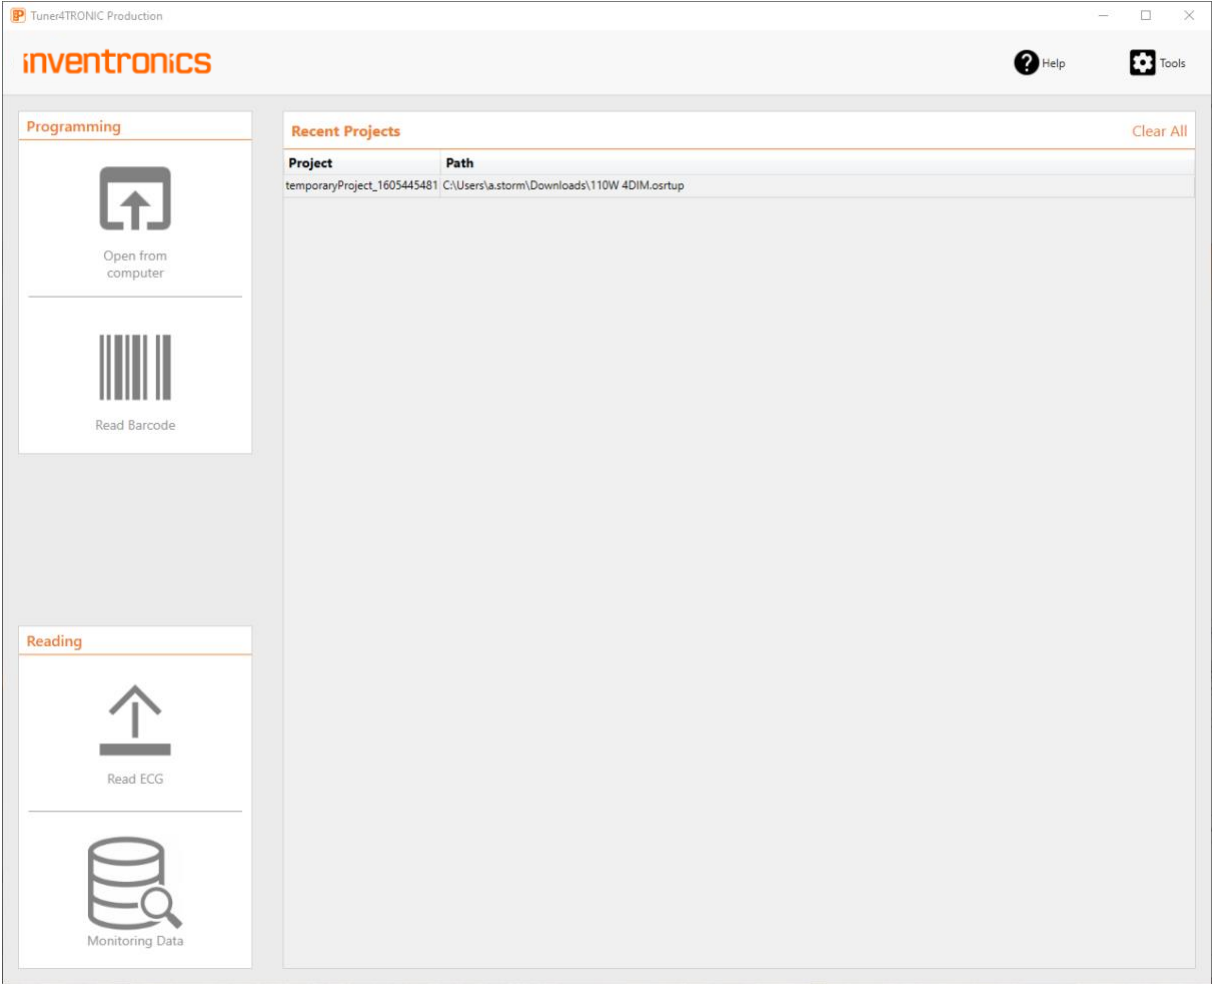 Tuner4TRONIC Production
inventronics
Help
Tools
Programming
Open from
computer
Read Barcode
Reading
Read ECG
Monitoring Data
Recent Projects
Clear All
Project Path
temporaryProject_1605445481 C:\Users\a.storm\Downloads\110W 4DIM.osrtup